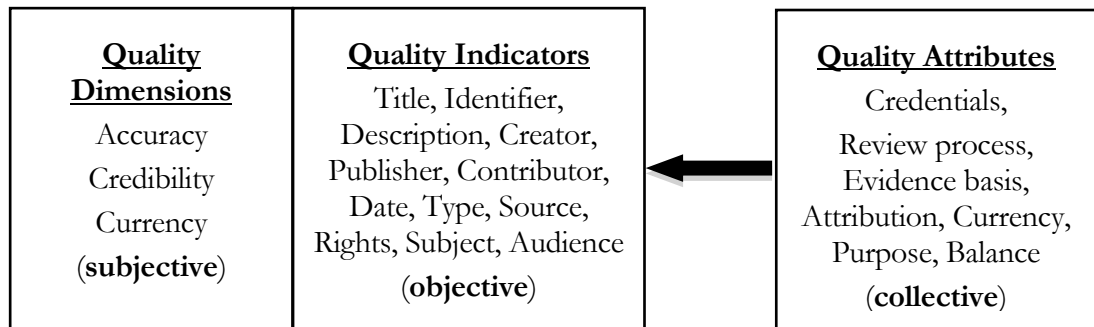 Quality
Dimensions
Accuracy
Credibility
Currency
(subjective)
Quality Indicators
Title, Identifier,
Description, Creator,
Publisher, Contributor,
Date, Type, Source,
Rights, Subject, Audience
(objective)
Quality Attributes
Credentials,
Review process,
Evidence basis,
Attribution, Currency,
Purpose, Balance
(collective)